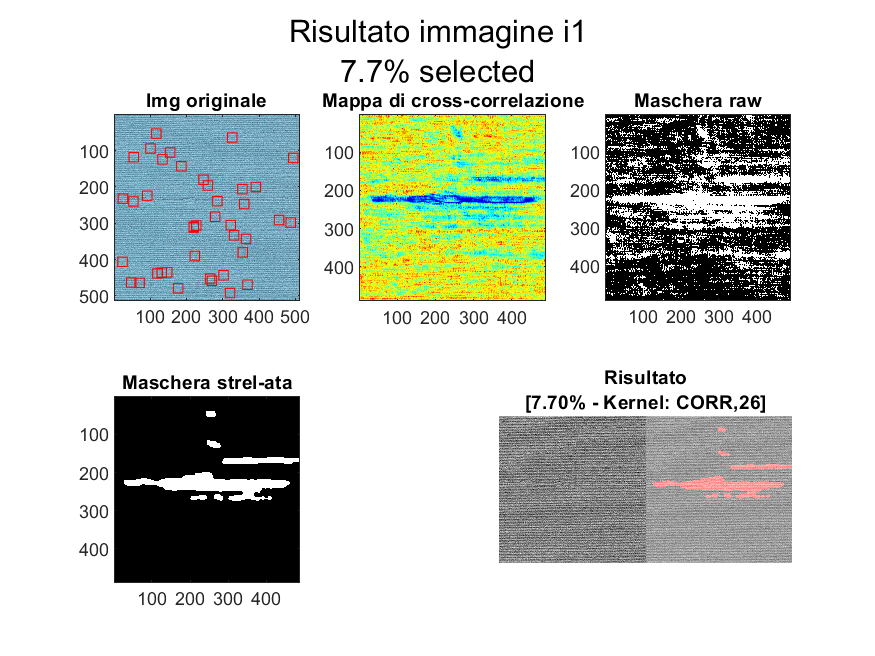 Risultato immagine i1
7.7% selected
Img originale
100
200
300
400
500
100 200 300 400 500
Mappa di cross-correlazione
100
200
300
400
100 200 300 400
Maschera raw
100
200
300
400
100 200 300 400
Maschera strel-ata
100
200
300
400
100 200 300 400
Risultato
[7.70% - Kernel: CORR,26]